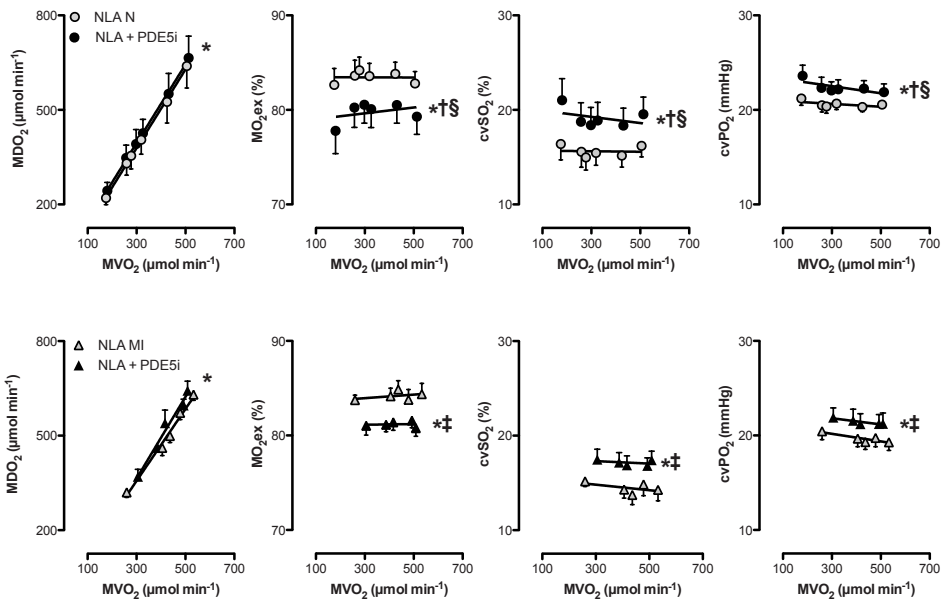 NLA N
NLA + PDE5i
MDO₂ (µmol min⁻¹)
800
500
200
*
100 300 500 700
MVO₂ (µmol min⁻¹)
MO₂ex (%)
90
80
70
*†§
100 300 500 700
MVO₂ (µmol min⁻¹)
cvSO₂ (%)
30
20
10
*†§
100 300 500 700
MVO₂ (µmol min⁻¹)
cvPO₂ (mmHg)
30
20
10
*†§
100 300 500 700
MVO₂ (µmol min⁻¹)
NLA MI
NLA + PDE5i
MDO₂ (µmol min⁻¹)
800
500
200
*
100 300 500 700
MVO₂ (µmol min⁻¹)
MO₂ex (%)
90
80
70
*‡
100 300 500 700
MVO₂ (µmol min⁻¹)
cvSO₂ (%)
30
20
10
*‡
100 300 500 700
MVO₂ (µmol min⁻¹)
cvPO₂ (mmHg)
30
20
10
*‡
100 300 500 700
MVO₂ (µmol min⁻¹)